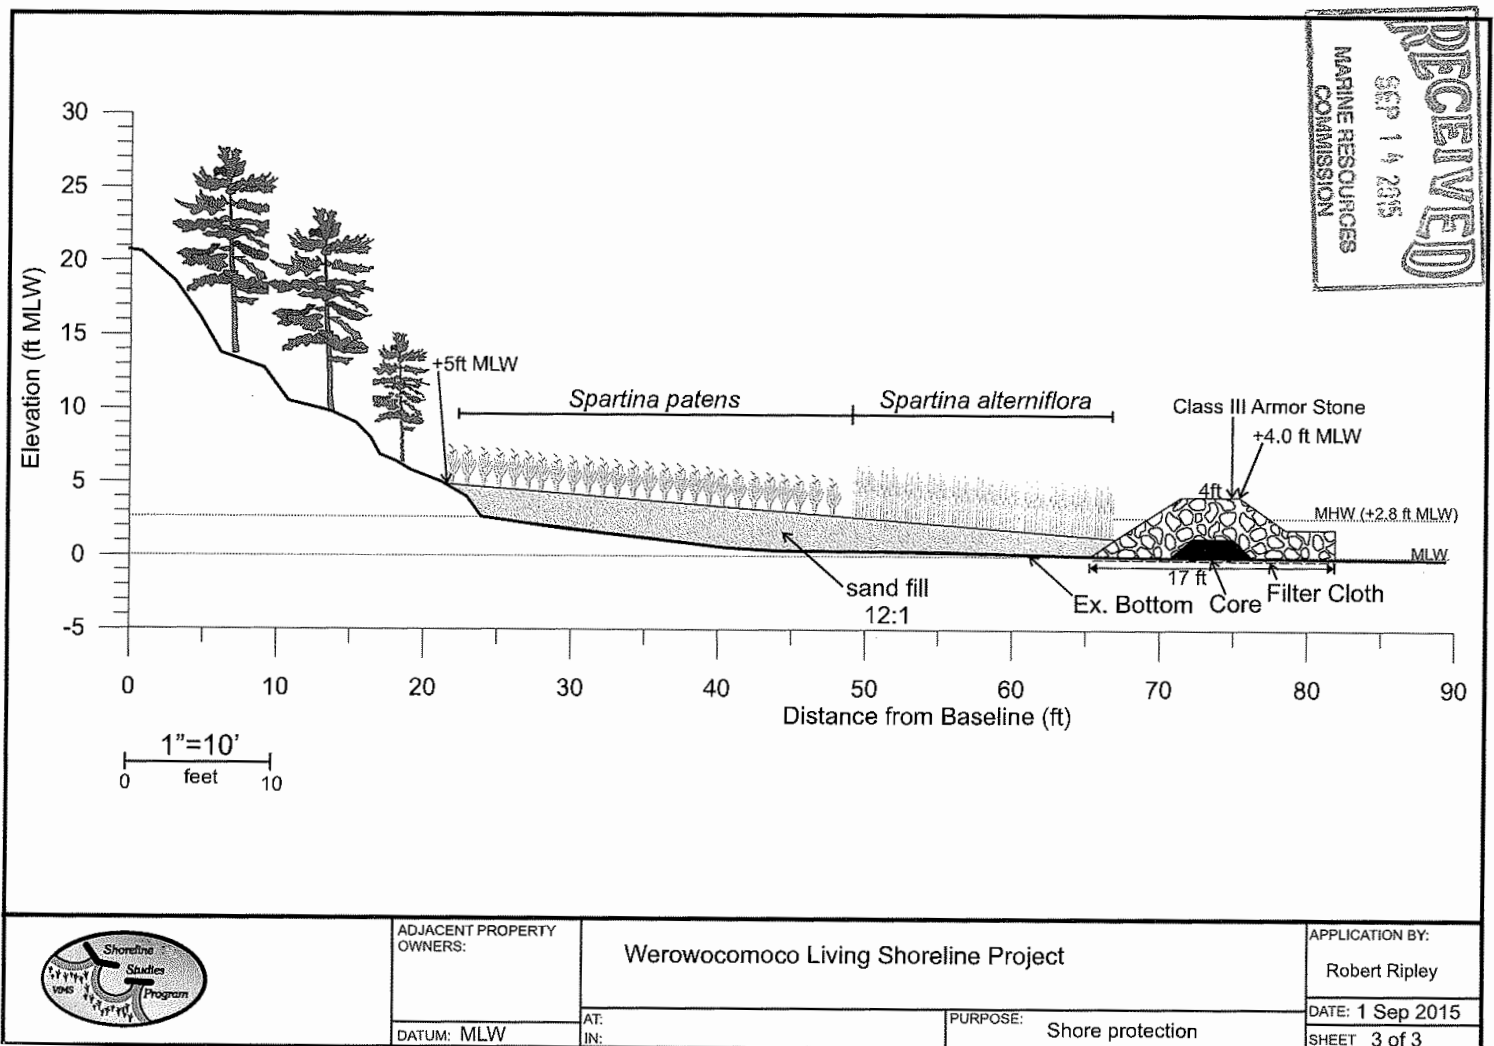 RECEIVED
SEP 14 2015
MARINE RESOURCES
COMMISSION
30
25
20
15
10
5
0
-5
Elevation (ft MLW)
+5ft MLW
Spartina patens
Spartina alterniflora
Class III Armor Stone
+4.0 ft MLW
4ft
MHW (+2.8 ft MLW)
MLW
17 ft
sand fill
12:1
Ex. Bottom
Core
Filter Cloth
0 10 20 30 40 50 60 70 80 90
Distance from Baseline (ft)
1"=10'
feet
0 10
Shoreline
Studies
Program
VIMS
ADJACENT PROPERTY
OWNERS:
DATUM: MLW
Werowocomoco Living Shoreline Project
AT:
IN:
PURPOSE:
Shore protection
APPLICATION BY:
Robert Ripley
DATE: 1 Sep 2015
SHEET 3 of 3